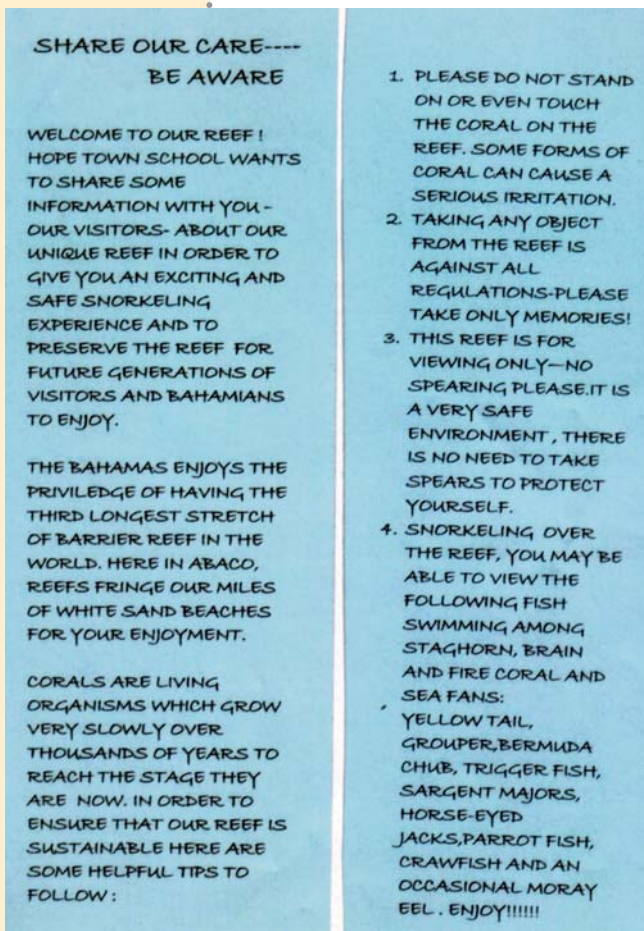 SHARE OUR CARE----
BE AWARE
WELCOME TO OUR REEF !
HOPE TOWN SCHOOL WANTS
TO SHARE SOME
INFORMATION WITH YOU -
OUR VISITORS- ABOUT OUR
UNIQUE REEF IN ORDER TO
GIVE YOU AN EXCITING AND
SAFE SNORKELING
EXPERIENCE AND TO
PRESERVE THE REEF FOR
FUTURE GENERATIONS OF
VISITORS AND BAHAMIANS
TO ENJOY.
THE BAHAMAS ENJOYS THE
PRIVILEDGE OF HAVING THE
THIRD LONGEST STRETCH
OF BARRIER REEF IN THE
WORLD. HERE IN ABACO,
REEFS FRINGE OUR MILES
OF WHITE SAND BEACHES
FOR YOUR ENJOYMENT.
CORALS ARE LIVING
ORGANISMS WHICH GROW
VERY SLOWLY OVER
THOUSANDS OF YEARS TO
REACH THE STAGE THEY
ARE NOW. IN ORDER TO
ENSURE THAT OUR REEF IS
SUSTAINABLE HERE ARE
SOME HELPFUL TIPS TO
FOLLOW :
1. PLEASE DO NOT STAND
ON OR EVEN TOUCH
THE CORAL ON THE
REEF. SOME FORMS OF
CORAL CAN CAUSE A
SERIOUS IRRITATION.
2. TAKING ANY OBJECT
FROM THE REEF IS
AGAINST ALL
REGULATIONS-PLEASE
TAKE ONLY MEMORIES!
3. THIS REEF IS FOR
VIEWING ONLY—NO
SPEARING PLEASE.IT IS
A VERY SAFE
ENVIRONMENT , THERE
IS NO NEED TO TAKE
SPEARS TO PROTECT
YOURSELF.
4. SNORKELING OVER
THE REEF, YOU MAY BE
ABLE TO VIEW THE
FOLLOWING FISH
SWIMMING AMONG
STAGHORN, BRAIN
AND FIRE CORAL AND
SEA FANS:
YELLOW TAIL,
GROUPER,BERMUDA
CHUB, TRIGGER FISH,
SARGENT MAJORS,
HORSE-EYED
JACKS,PARROT FISH,
CRAWFISH AND AN
OCCASIONAL MORAY
EEL . ENJOY!!!!!!